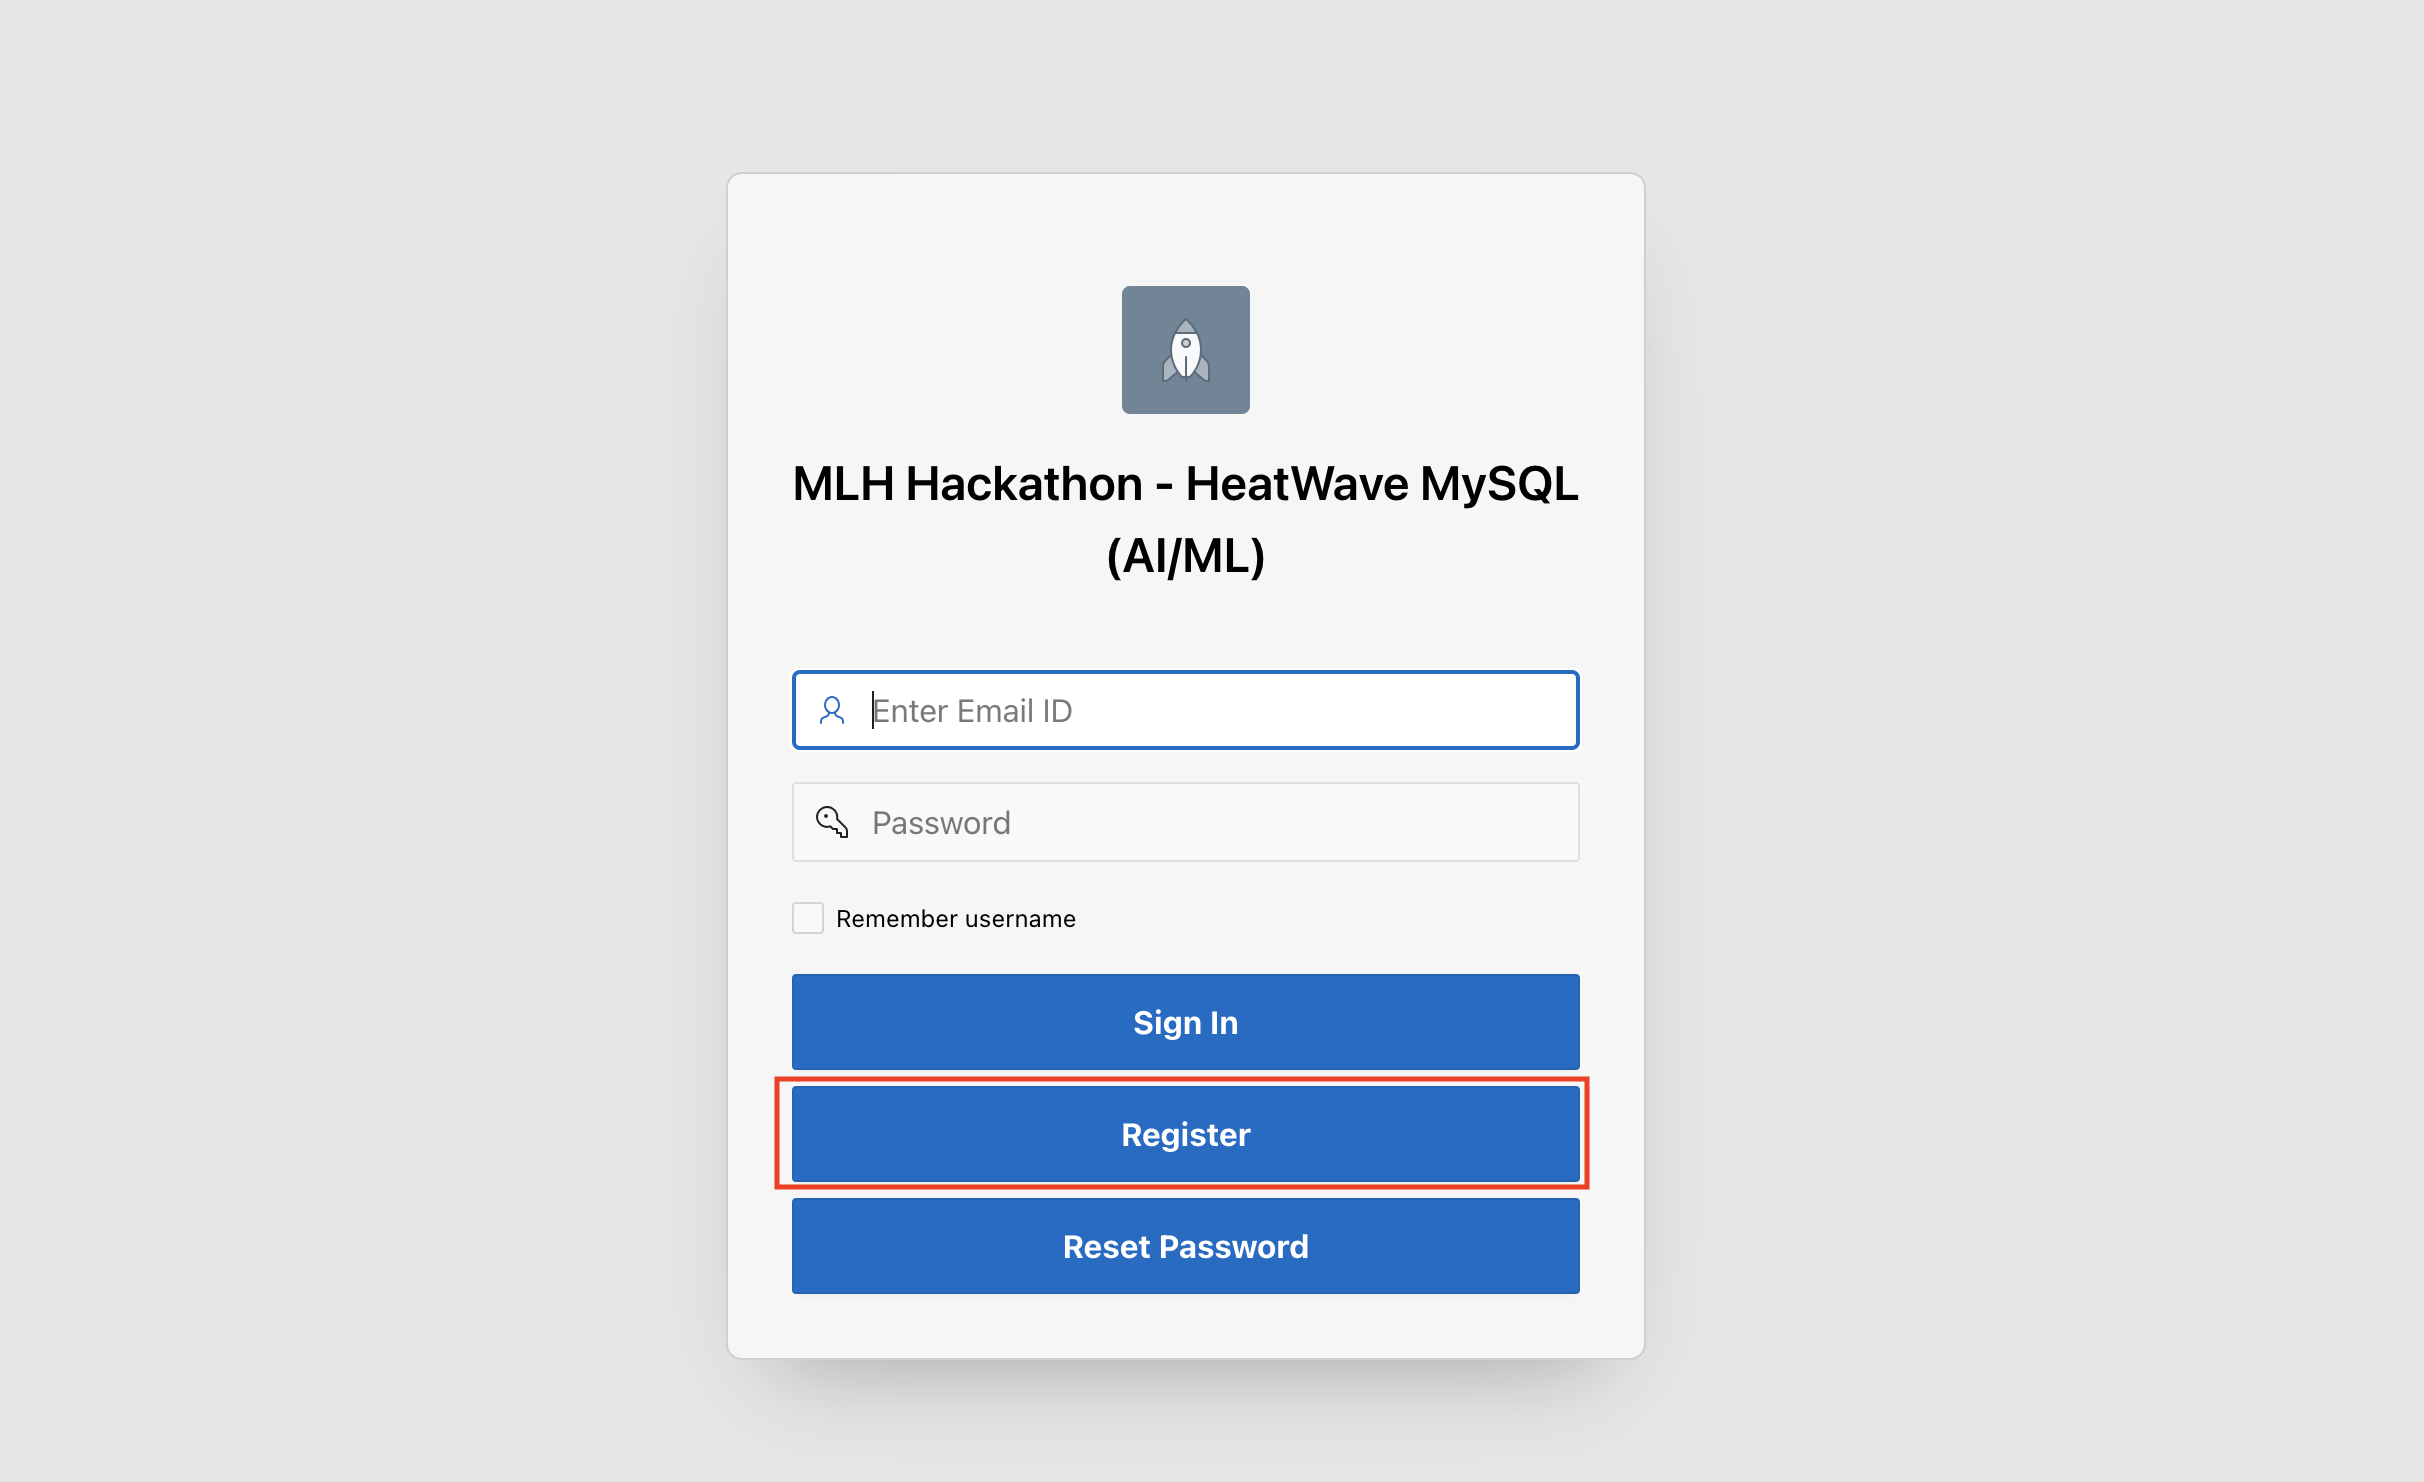 MLH Hackathon - HeatWave MySQL
(AI/ML)
Enter Email ID
Password
Remember username
Sign In
Register
Reset Password